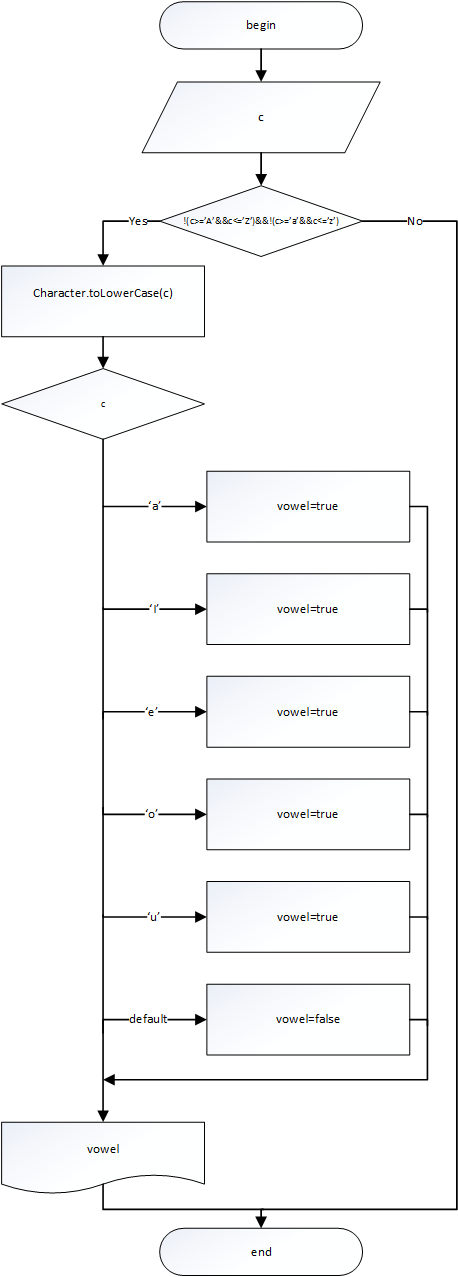 begin
c
!(c>=’A’&&c<=’Z’)&&!(c>=’a’&&c<=’z’)
Yes
No
Character.toLowerCase(c)
c
‘a’
vowel=true
‘I’
vowel=true
‘e’
vowel=true
‘o’
vowel=true
‘u’
vowel=true
default
vowel=false
vowel
end